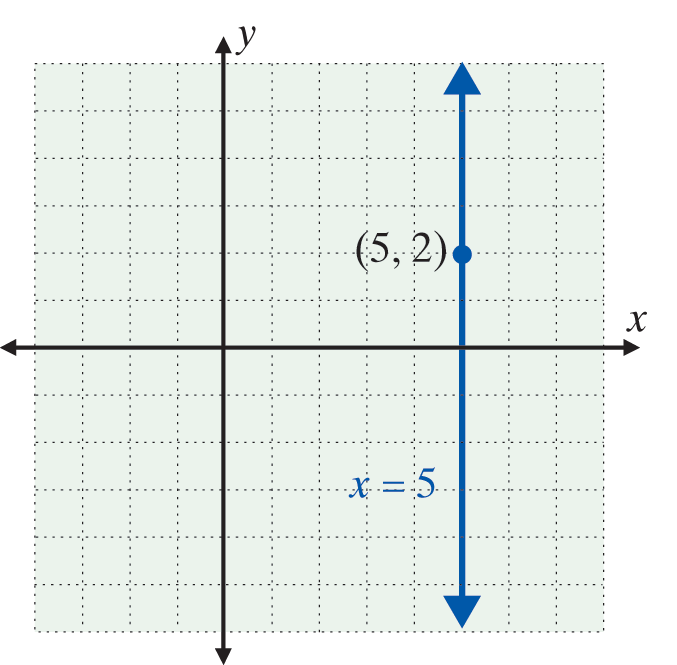 y
(5, 2)
x
x = 5